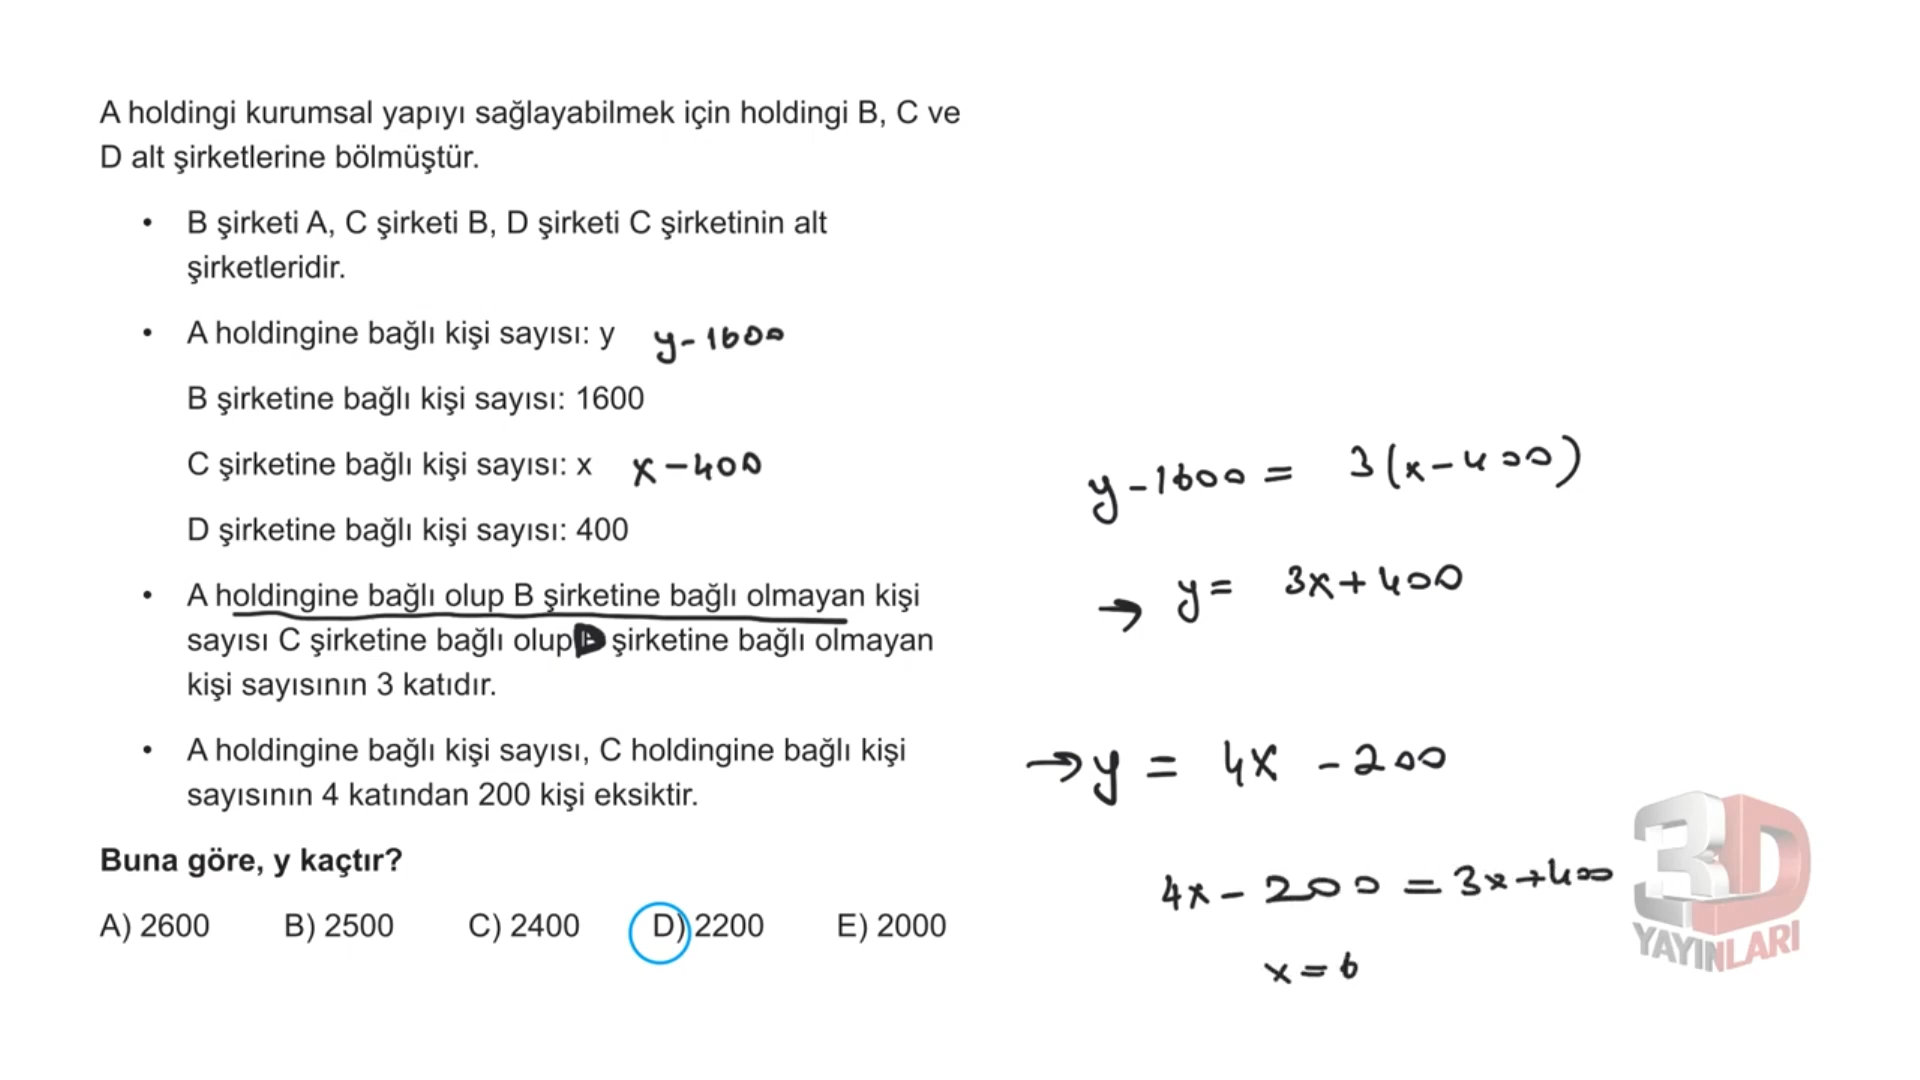 A holdingi kurumsal yapıyı sağlayabilmek için holdingi B, C ve
D alt şirketlerine bölmüştür.
• B şirketi A, C şirketi B, D şirketi C şirketinin alt
şirketleridir.
• A holdingine bağlı kişi sayısı: y y-1600
B şirketine bağlı kişi sayısı: 1600
C şirketine bağlı kişi sayısı: x x-400
D şirketine bağlı kişi sayısı: 400
• A holdingine bağlı olup B şirketine bağlı olmayan kişi
sayısı C şirketine bağlı olup D şirketine bağlı olmayan
kişi sayısının 3 katıdır.
• A holdingine bağlı kişi sayısı, C holdingine bağlı kişi
sayısının 4 katından 200 kişi eksiktir.
Buna göre, y kaçtır?
A) 2600 B) 2500 C) 2400 D) 2200 E) 2000
y-1600 = 3(x-400)
→ y = 3x+400
→ y = 4x - 200
4x - 200 = 3x+400
x = 6
3D
YAYINLARI